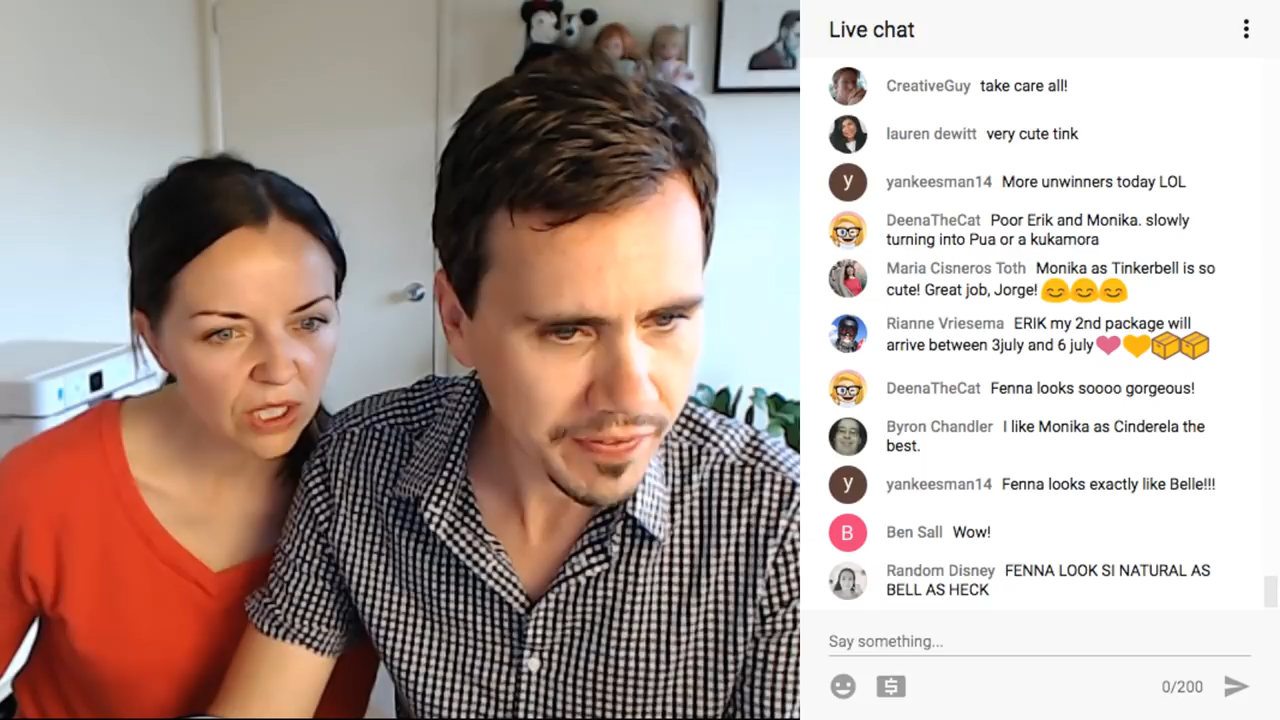 Live chat
CreativeGuy take care all!
lauren dewitt very cute tink
y
yankeesman14 More unwinners today LOL
DeenaTheCat Poor Erik and Monika. slowly
turning into Pua or a kukamora
Maria Cisneros Toth Monika as Tinkerbell is so
cute! Great job, Jorge! 😊😊😊
Rianne Vriesema ERIK my 2nd package will
arrive between 3july and 6 july
DeenaTheCat Fenna looks soooo gorgeous!
Byron Chandler I like Monika as Cinderela the
best.
y
yankeesman14 Fenna looks exactly like Belle!!!
B
Ben Sall Wow!
Random Disney FENNA LOOK SI NATURAL AS
BELL AS HECK
Say something...
$ 0/200